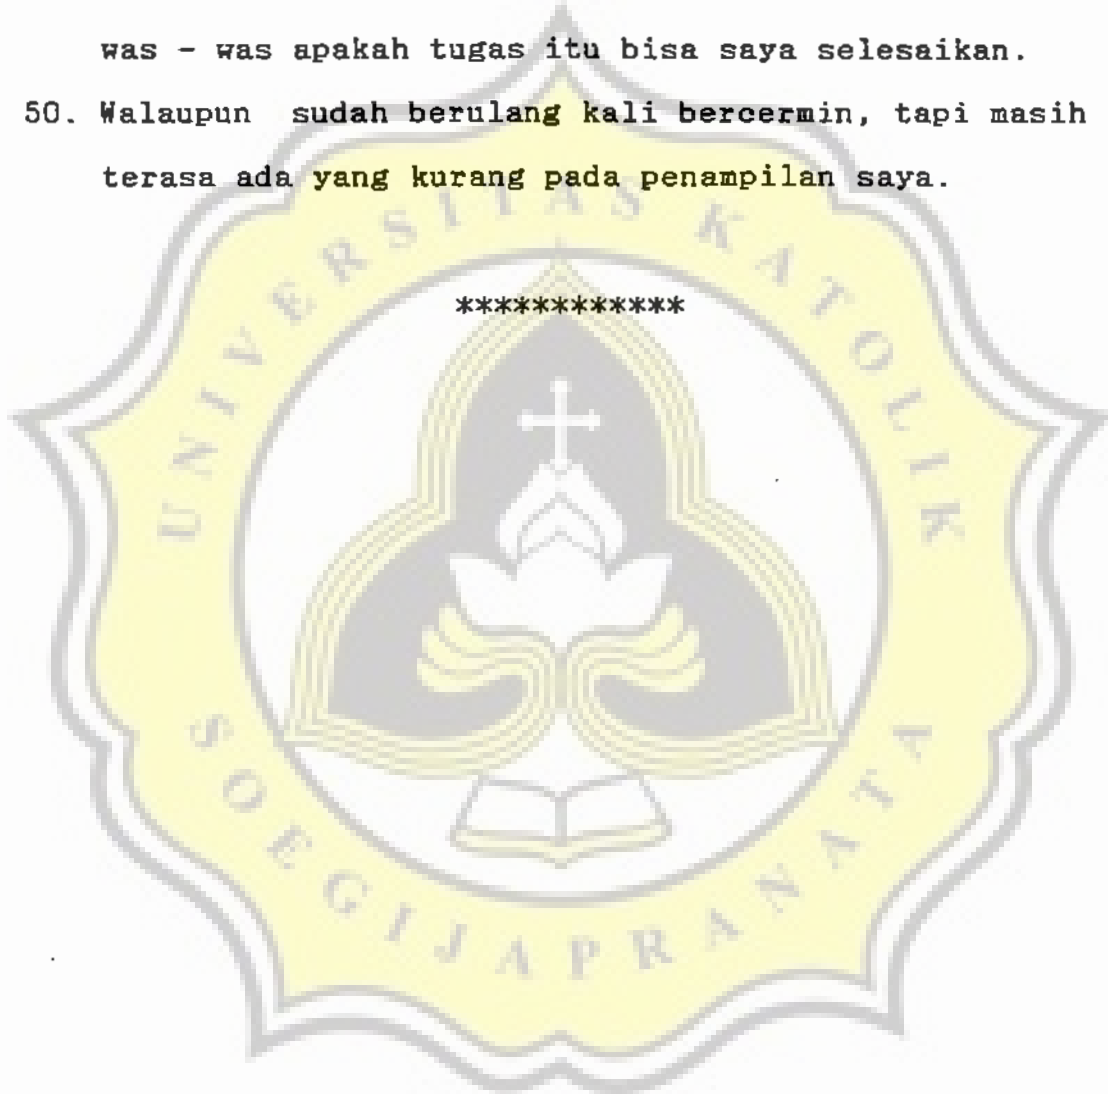 was - was apakah tugas itu bisa saya selesaikan.
50. Walaupun sudah berulang kali bercermin, tapi masih
terasa ada yang kurang pada penampilan saya.
************
UNIVERSITAS KATOLIK
SOEGIJAPRANATA